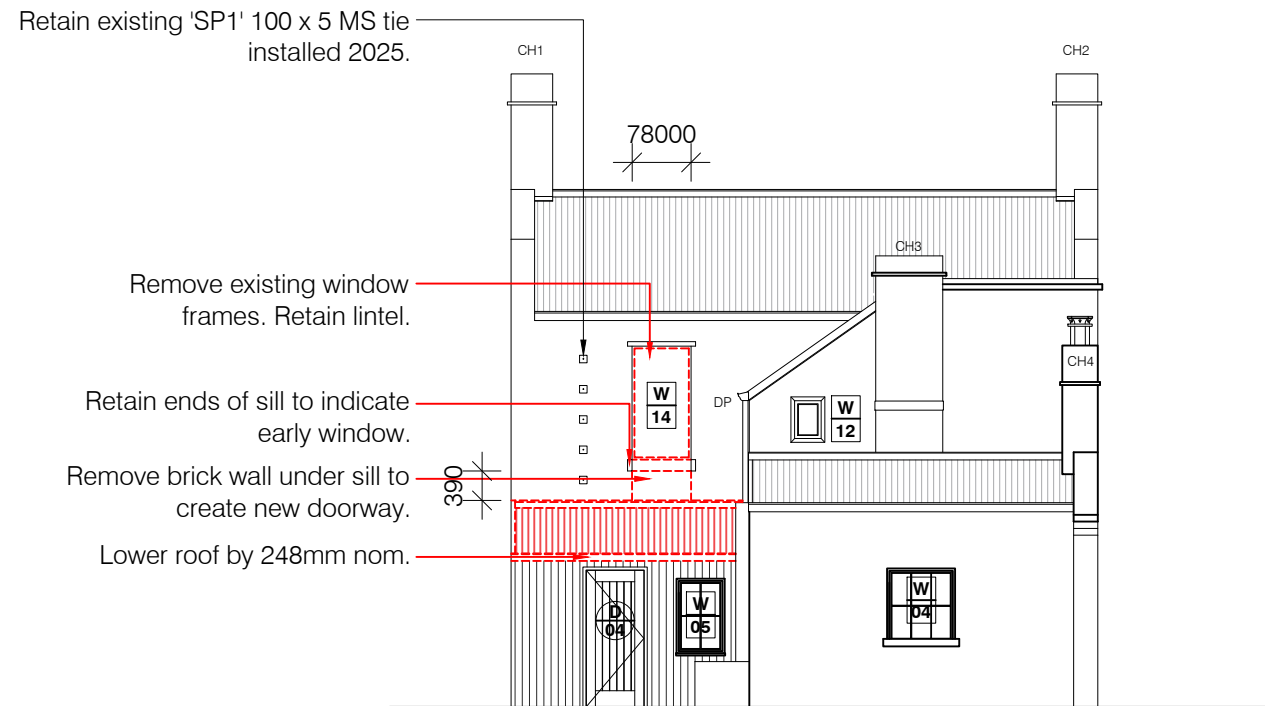 Retain existing 'SP1' 100 x 5 MS tie
installed 2025.
CH1
CH2
78000
CH3
Remove existing window
frames. Retain lintel.
CH4
Retain ends of sill to indicate
early window.
W
14
DP
W
12
Remove brick wall under sill to
create new doorway.
390
Lower roof by 248mm nom.
D
04
W
05
W
04